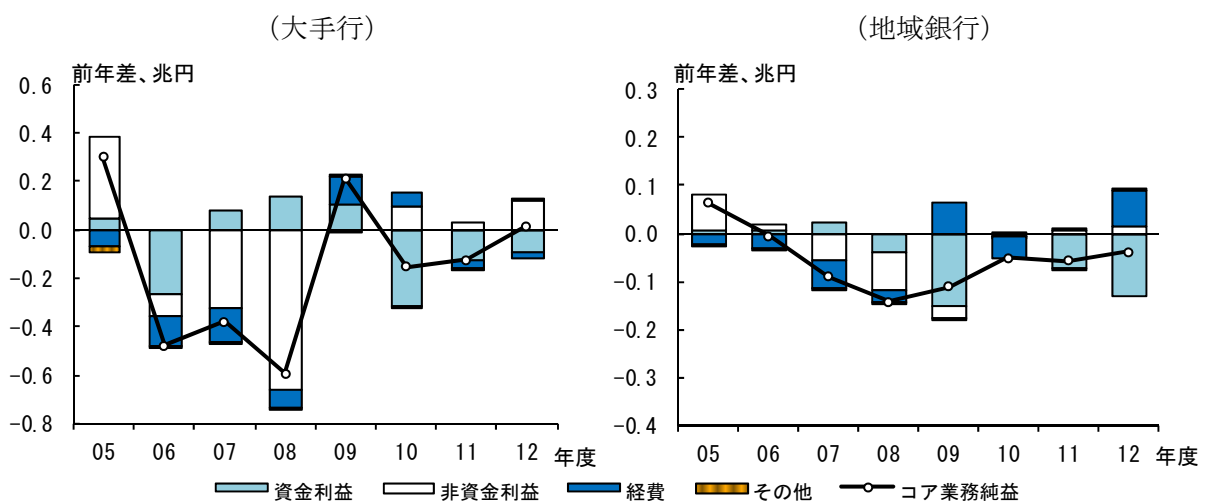 (大手行)
前年差、兆円
0.6
0.4
0.2
0.0
-0.2
-0.4
-0.6
-0.8
05 06 07 08 09 10 11 12 年度
(地域銀行)
前年差、兆円
0.3
0.2
0.1
0.0
-0.1
-0.2
-0.3
-0.4
05 06 07 08 09 10 11 12 年度
資金利益 非資金利益 経費 その他 コア業務純益